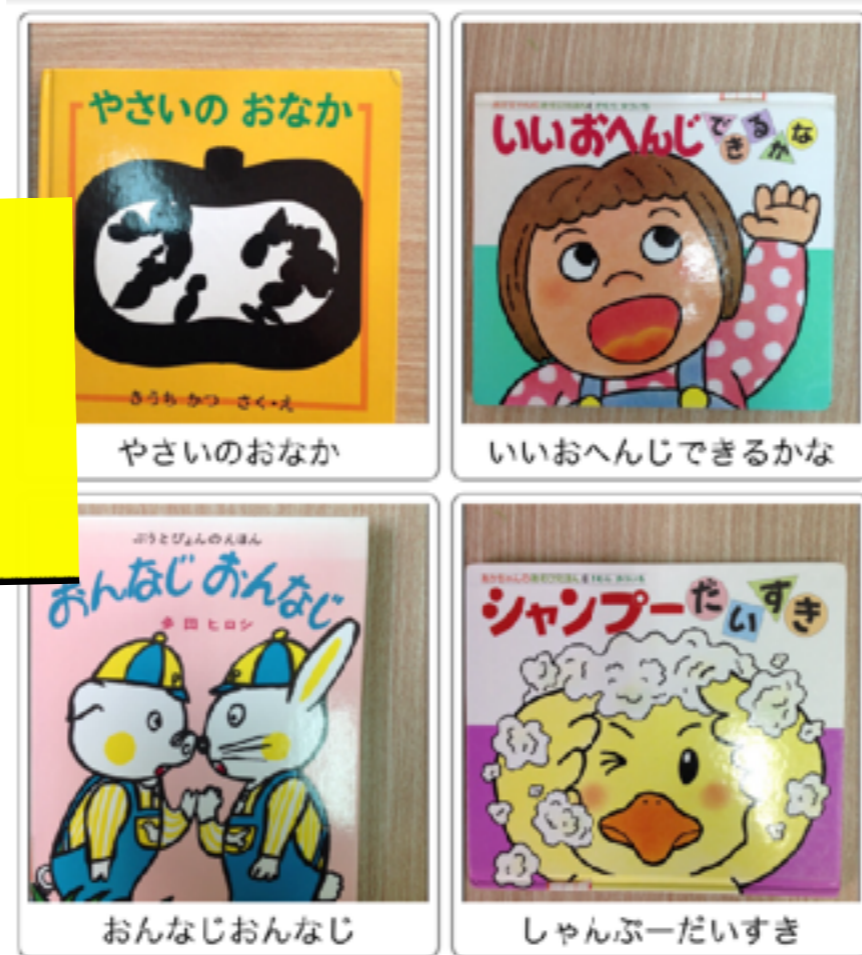 やさいの おなか
きうち かつ さく・え
やさいのおなか
いいおへんじできるかな
いいおへんじできるかな
ぷうとぴょんのえほん
おんなじ おんなじ
多田 ヒロシ
おんなじおんなじ
シャンプーだいすき
しゃんぷーだいすき